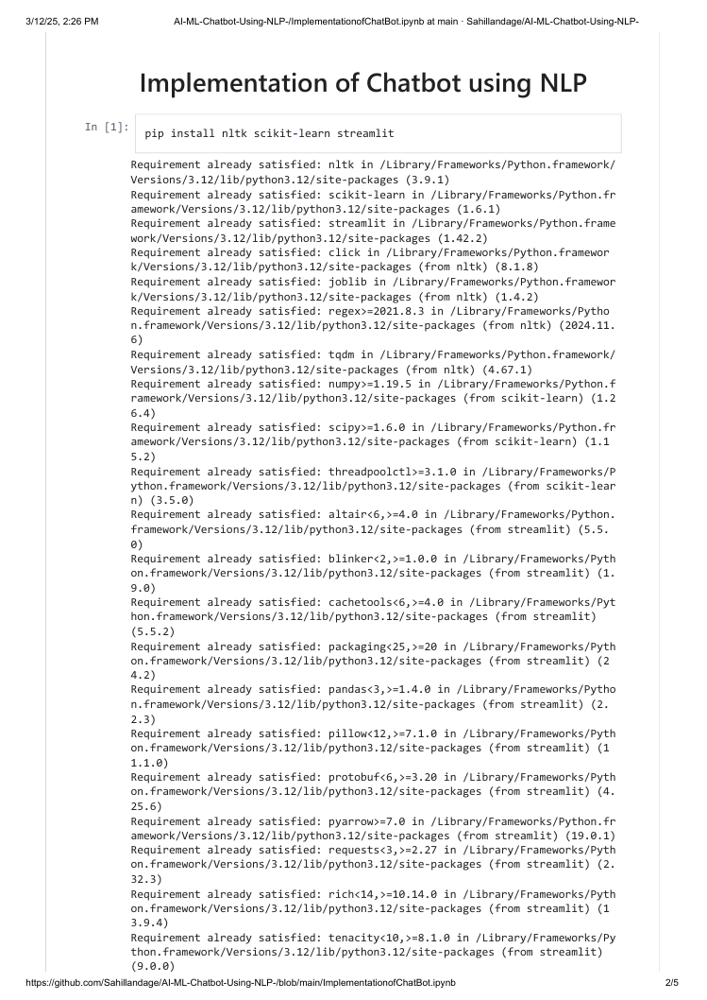 3/12/25, 2:26 PM
AI-ML-Chatbot-Using-NLP-/ImplementationofChatBot.ipynb at main · Sahillandage/AI-ML-Chatbot-Using-NLP-
Implementation of Chatbot using NLP
In [1]:
pip install nltk scikit-learn streamlit
Requirement already satisfied: nltk in /Library/Frameworks/Python.framework/
Versions/3.12/lib/python3.12/site-packages (3.9.1)
Requirement already satisfied: scikit-learn in /Library/Frameworks/Python.fr
amework/Versions/3.12/lib/python3.12/site-packages (1.6.1)
Requirement already satisfied: streamlit in /Library/Frameworks/Python.frame
work/Versions/3.12/lib/python3.12/site-packages (1.42.2)
Requirement already satisfied: click in /Library/Frameworks/Python.framewor
k/Versions/3.12/lib/python3.12/site-packages (from nltk) (8.1.8)
Requirement already satisfied: joblib in /Library/Frameworks/Python.framewor
k/Versions/3.12/lib/python3.12/site-packages (from nltk) (1.4.2)
Requirement already satisfied: regex>=2021.8.3 in /Library/Frameworks/Pytho
n.framework/Versions/3.12/lib/python3.12/site-packages (from nltk) (2024.11.
6)
Requirement already satisfied: tqdm in /Library/Frameworks/Python.framework/
Versions/3.12/lib/python3.12/site-packages (from nltk) (4.67.1)
Requirement already satisfied: numpy>=1.19.5 in /Library/Frameworks/Python.f
ramework/Versions/3.12/lib/python3.12/site-packages (from scikit-learn) (1.2
6.4)
Requirement already satisfied: scipy>=1.6.0 in /Library/Frameworks/Python.fr
amework/Versions/3.12/lib/python3.12/site-packages (from scikit-learn) (1.1
5.2)
Requirement already satisfied: threadpoolctl>=3.1.0 in /Library/Frameworks/P
ython.framework/Versions/3.12/lib/python3.12/site-packages (from scikit-lear
n) (3.5.0)
Requirement already satisfied: altair<6,>=4.0 in /Library/Frameworks/Python.
framework/Versions/3.12/lib/python3.12/site-packages (from streamlit) (5.5.
0)
Requirement already satisfied: blinker<2,>=1.0.0 in /Library/Frameworks/Pyth
on.framework/Versions/3.12/lib/python3.12/site-packages (from streamlit) (1.
9.0)
Requirement already satisfied: cachetools<6,>=4.0 in /Library/Frameworks/Pyt
hon.framework/Versions/3.12/lib/python3.12/site-packages (from streamlit)
(5.5.2)
Requirement already satisfied: packaging<25,>=20 in /Library/Frameworks/Pyth
on.framework/Versions/3.12/lib/python3.12/site-packages (from streamlit) (2
4.2)
Requirement already satisfied: pandas<3,>=1.4.0 in /Library/Frameworks/Pytho
n.framework/Versions/3.12/lib/python3.12/site-packages (from streamlit) (2.
2.3)
Requirement already satisfied: pillow<12,>=7.1.0 in /Library/Frameworks/Pyth
on.framework/Versions/3.12/lib/python3.12/site-packages (from streamlit) (1
1.1.0)
Requirement already satisfied: protobuf<6,>=3.20 in /Library/Frameworks/Pyth
on.framework/Versions/3.12/lib/python3.12/site-packages (from streamlit) (4.
25.6)
Requirement already satisfied: pyarrow>=7.0 in /Library/Frameworks/Python.fr
amework/Versions/3.12/lib/python3.12/site-packages (from streamlit) (19.0.1)
Requirement already satisfied: requests<3,>=2.27 in /Library/Frameworks/Pyth
on.framework/Versions/3.12/lib/python3.12/site-packages (from streamlit) (2.
32.3)
Requirement already satisfied: rich<14,>=10.14.0 in /Library/Frameworks/Pyth
on.framework/Versions/3.12/lib/python3.12/site-packages (from streamlit) (1
3.9.4)
Requirement already satisfied: tenacity<10,>=8.1.0 in /Library/Frameworks/Py
thon.framework/Versions/3.12/lib/python3.12/site-packages (from streamlit)
(9.0.0)
https://github.com/Sahillandage/AI-ML-Chatbot-Using-NLP-/blob/main/ImplementationofChatBot.ipynb
2/5